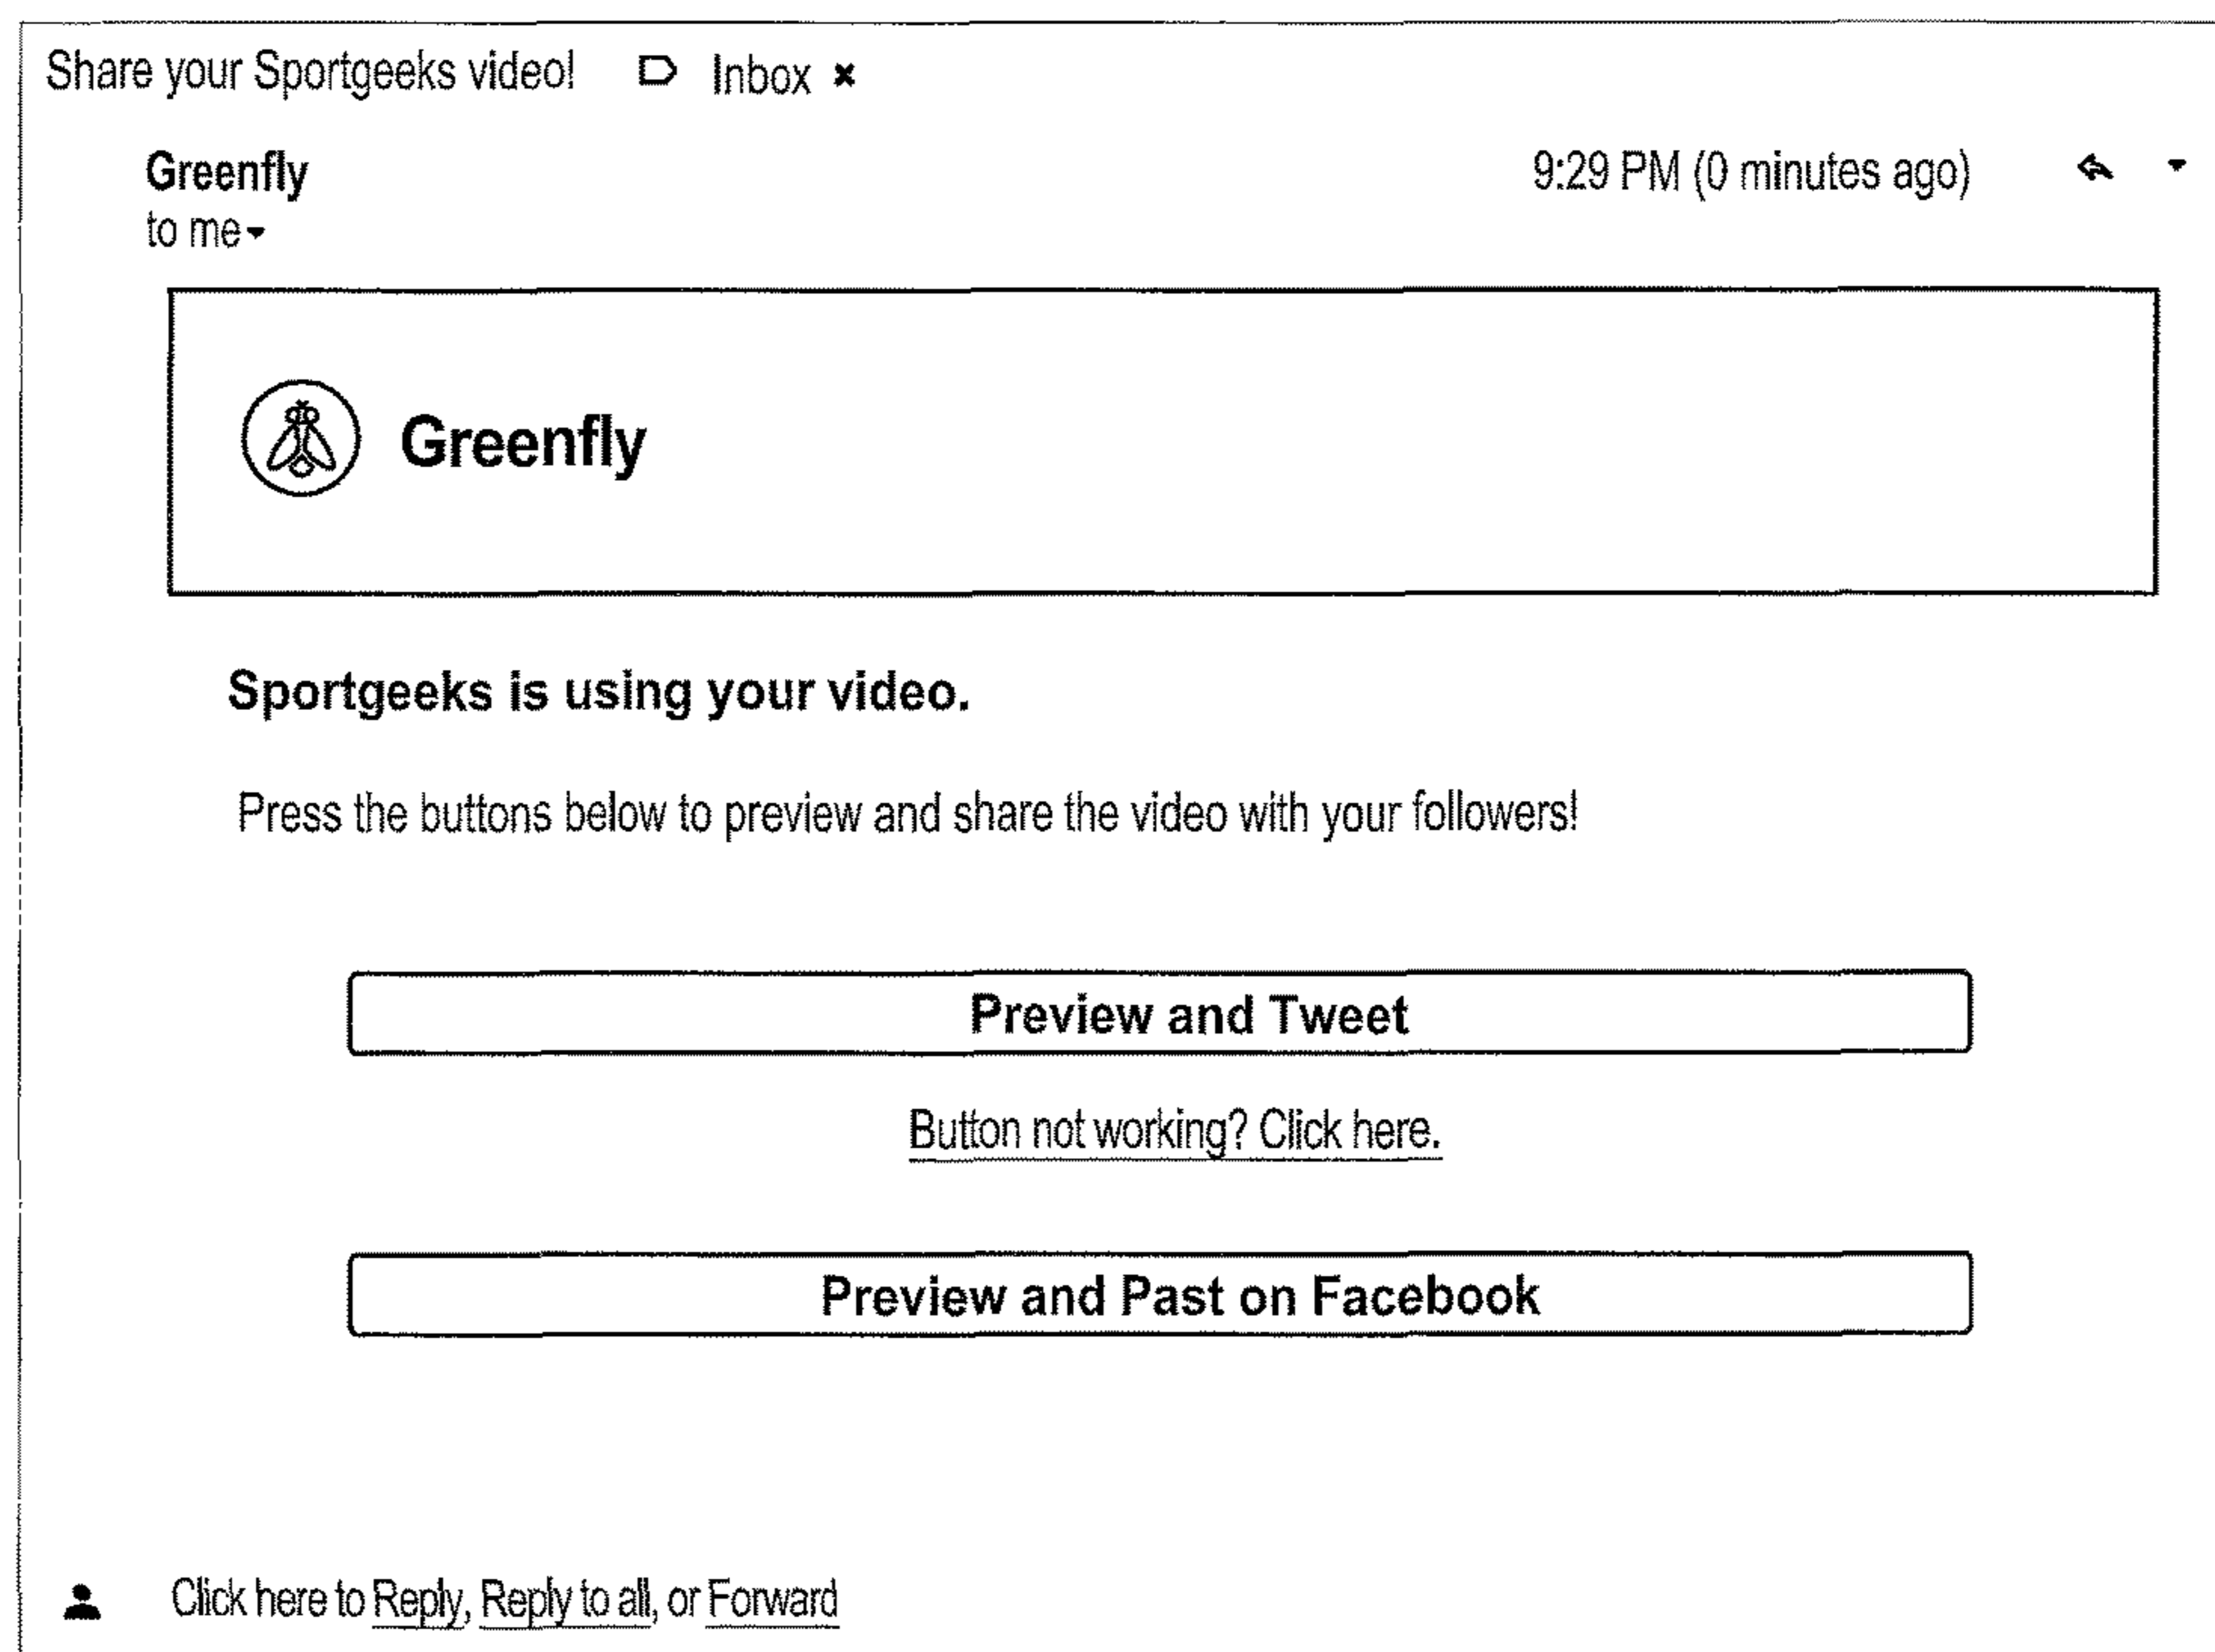 Share your Sportgeeks video! Inbox ×
Greenfly 9:29 PM (0 minutes ago)
to me
Greenfly
Sportgeeks is using your video.
Press the buttons below to preview and share the video with your followers!
Preview and Tweet
Button not working? Click here.
Preview and Past on Facebook
Click here to Reply, Reply to all, or Forward